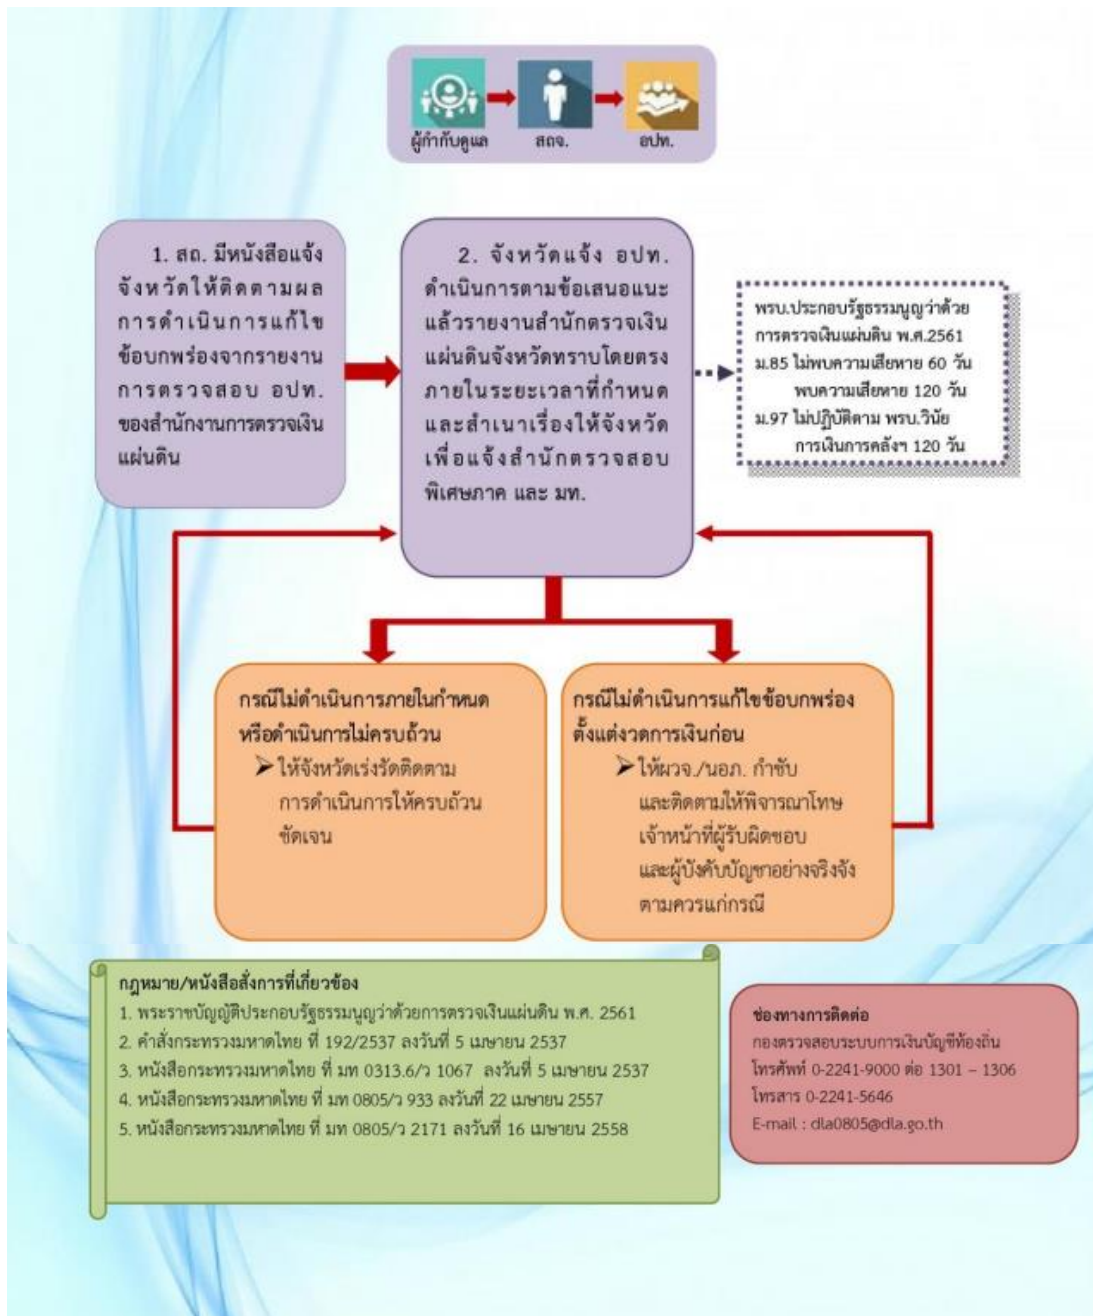 ผู้กำกับดูแล
สถจ.
อปท.
1. สถ. มีหนังสือแจ้ง
จังหวัดให้ติดตามผล
การดำเนินการแก้ไข
ข้อบกพร่องจากรายงาน
การตรวจสอบ อปท.
ของสำนักงานการตรวจเงิน
แผ่นดิน
2. จังหวัดแจ้ง อปท.
ดำเนินการตามข้อเสนอแนะ
แล้วรายงานสำนักตรวจเงิน
แผ่นดินจังหวัดทราบโดยตรง
ภายในระยะเวลาที่กำหนด
และสำเนาเรื่องให้จังหวัด
เพื่อแจ้งสำนักตรวจสอบ
พิเศษภาค และ มท.
พรบ.ประกอบรัฐธรรมนูญว่าด้วย
การตรวจเงินแผ่นดิน พ.ศ.2561
ม.85 ไม่พบความเสียหาย 60 วัน
พบความเสียหาย 120 วัน
ม.97 ไม่ปฏิบัติตาม พรบ.วินัย
การเงินการคลังฯ 120 วัน
กรณีไม่ดำเนินการภายในกำหนด
หรือดำเนินการไม่ครบถ้วน
➢ ให้จังหวัดเร่งรัดติดตาม
การดำเนินการให้ครบถ้วน
ชัดเจน
กรณีไม่ดำเนินการแก้ไขข้อบกพร่อง
ตั้งแต่งวดการเงินก่อน
➢ ให้ผวจ./นอภ. กำชับ
และติดตามให้พิจารณาโทษ
เจ้าหน้าที่ผู้รับผิดชอบ
และผู้บังคับบัญชาอย่างจริงจัง
ตามควรแก่กรณี
กฎหมาย/หนังสือสั่งการที่เกี่ยวข้อง
1. พระราชบัญญัติประกอบรัฐธรรมนูญว่าด้วยการตรวจเงินแผ่นดิน พ.ศ. 2561
2. คำสั่งกระทรวงมหาดไทย ที่ 192/2537 ลงวันที่ 5 เมษายน 2537
3. หนังสือกระทรวงมหาดไทย ที่ มท 0313.6/ว 1067 ลงวันที่ 5 เมษายน 2537
4. หนังสือกระทรวงมหาดไทย ที่ มท 0805/ว 933 ลงวันที่ 22 เมษายน 2557
5. หนังสือกระทรวงมหาดไทย ที่ มท 0805/ว 2171 ลงวันที่ 16 เมษายน 2558
ช่องทางการติดต่อ
กองตรวจสอบระบบการเงินบัญชีท้องถิ่น
โทรศัพท์ 0-2241-9000 ต่อ 1301 – 1306
โทรสาร 0-2241-5646
E-mail : dla0805@dla.go.th